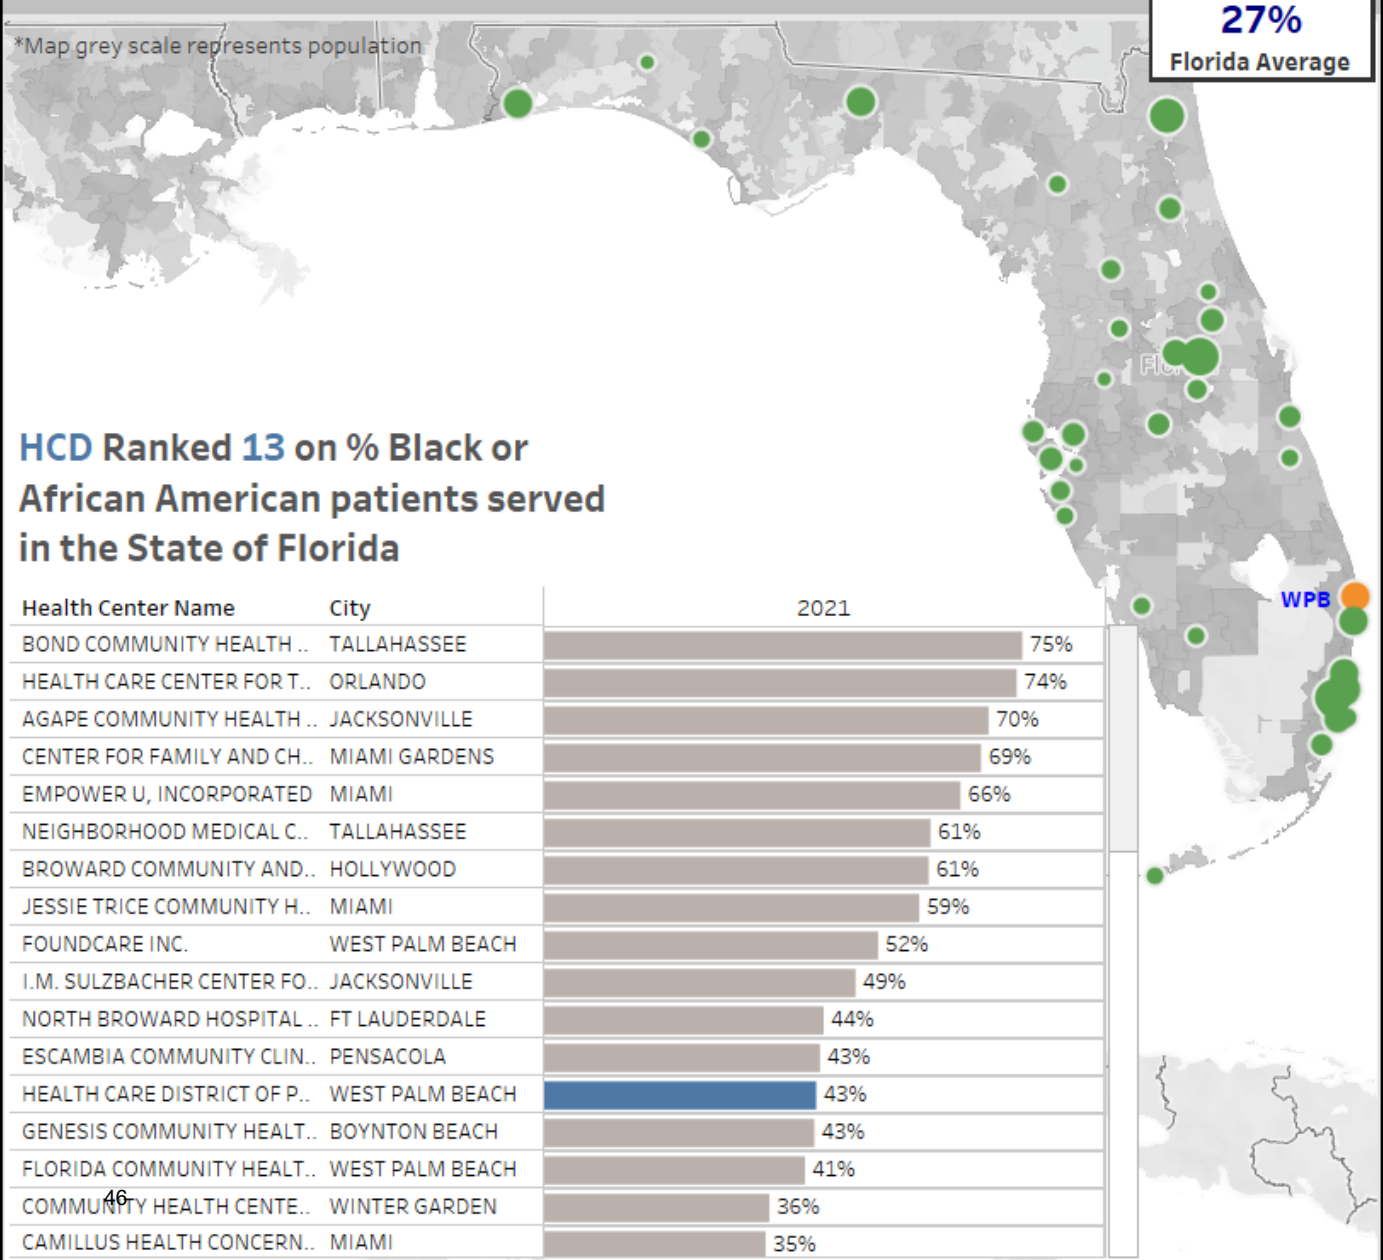 27%
Florida Average
*Map grey scale represents population
Florida
HCD Ranked 13 on % Black or
African American patients served
in the State of Florida
WPB
Health Center Name City 2021
BOND COMMUNITY HEALTH .. TALLAHASSEE 75%
HEALTH CARE CENTER FOR T.. ORLANDO 74%
AGAPE COMMUNITY HEALTH .. JACKSONVILLE 70%
CENTER FOR FAMILY AND CH.. MIAMI GARDENS 69%
EMPOWER U, INCORPORATED MIAMI 66%
NEIGHBORHOOD MEDICAL C.. TALLAHASSEE 61%
BROWARD COMMUNITY AND.. HOLLYWOOD 61%
JESSIE TRICE COMMUNITY H.. MIAMI 59%
FOUNDCARE INC. WEST PALM BEACH 52%
I.M. SULZBACHER CENTER FO.. JACKSONVILLE 49%
NORTH BROWARD HOSPITAL .. FT LAUDERDALE 44%
ESCAMBIA COMMUNITY CLIN.. PENSACOLA 43%
HEALTH CARE DISTRICT OF P.. WEST PALM BEACH 43%
GENESIS COMMUNITY HEALT.. BOYNTON BEACH 43%
FLORIDA COMMUNITY HEALT.. WEST PALM BEACH 41%
46
COMMUNITY HEALTH CENTE.. WINTER GARDEN 36%
CAMILLUS HEALTH CONCERN.. MIAMI 35%